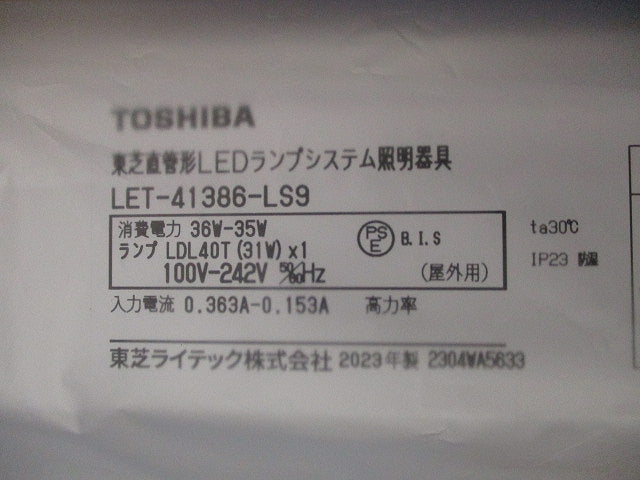 TOSHIBA
東芝直管形LEDランプシステム照明器具
LET-41386-LS9
消費電力 36W-35W
ランプ LDL40T (31W) x1
100V-242V 50/60Hz
PSE B.I.S
(屋外用)
ta30℃
IP23
入力電流 0.363A-0.153A 高力率
東芝ライテック株式会社 2023年製 2304WA5633